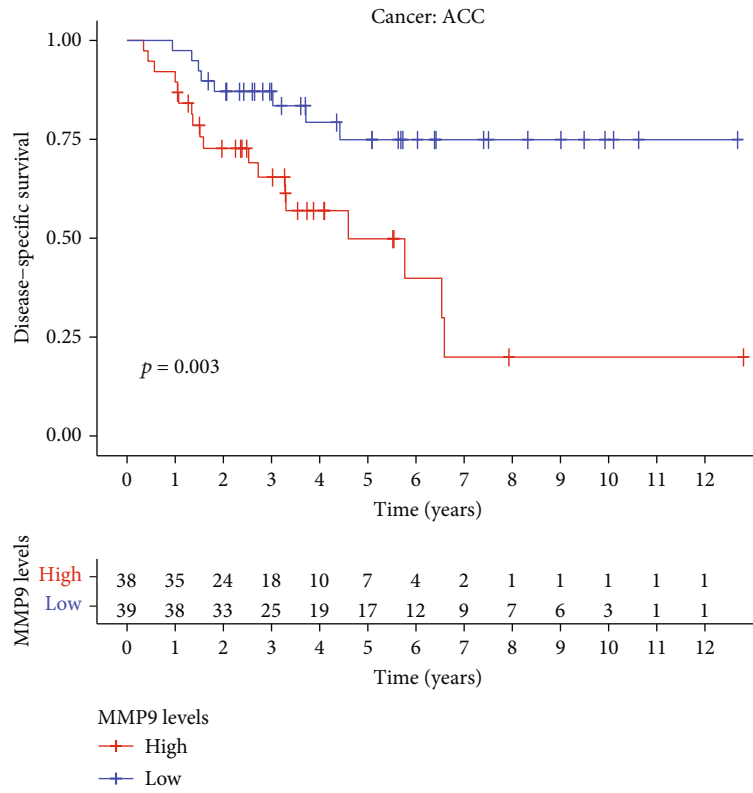 Cancer: ACC
Disease−specific survival
1.00
0.75
0.50
0.25
0.00
p = 0.003
0 1 2 3 4 5 6 7 8 9 10 11 12
Time (years)
MMP9 levels
High 38 35 24 18 10 7 4 2 1 1 1 1 1
Low 39 38 33 25 19 17 12 9 7 6 3 1 1
0 1 2 3 4 5 6 7 8 9 10 11 12
Time (years)
MMP9 levels
High
Low